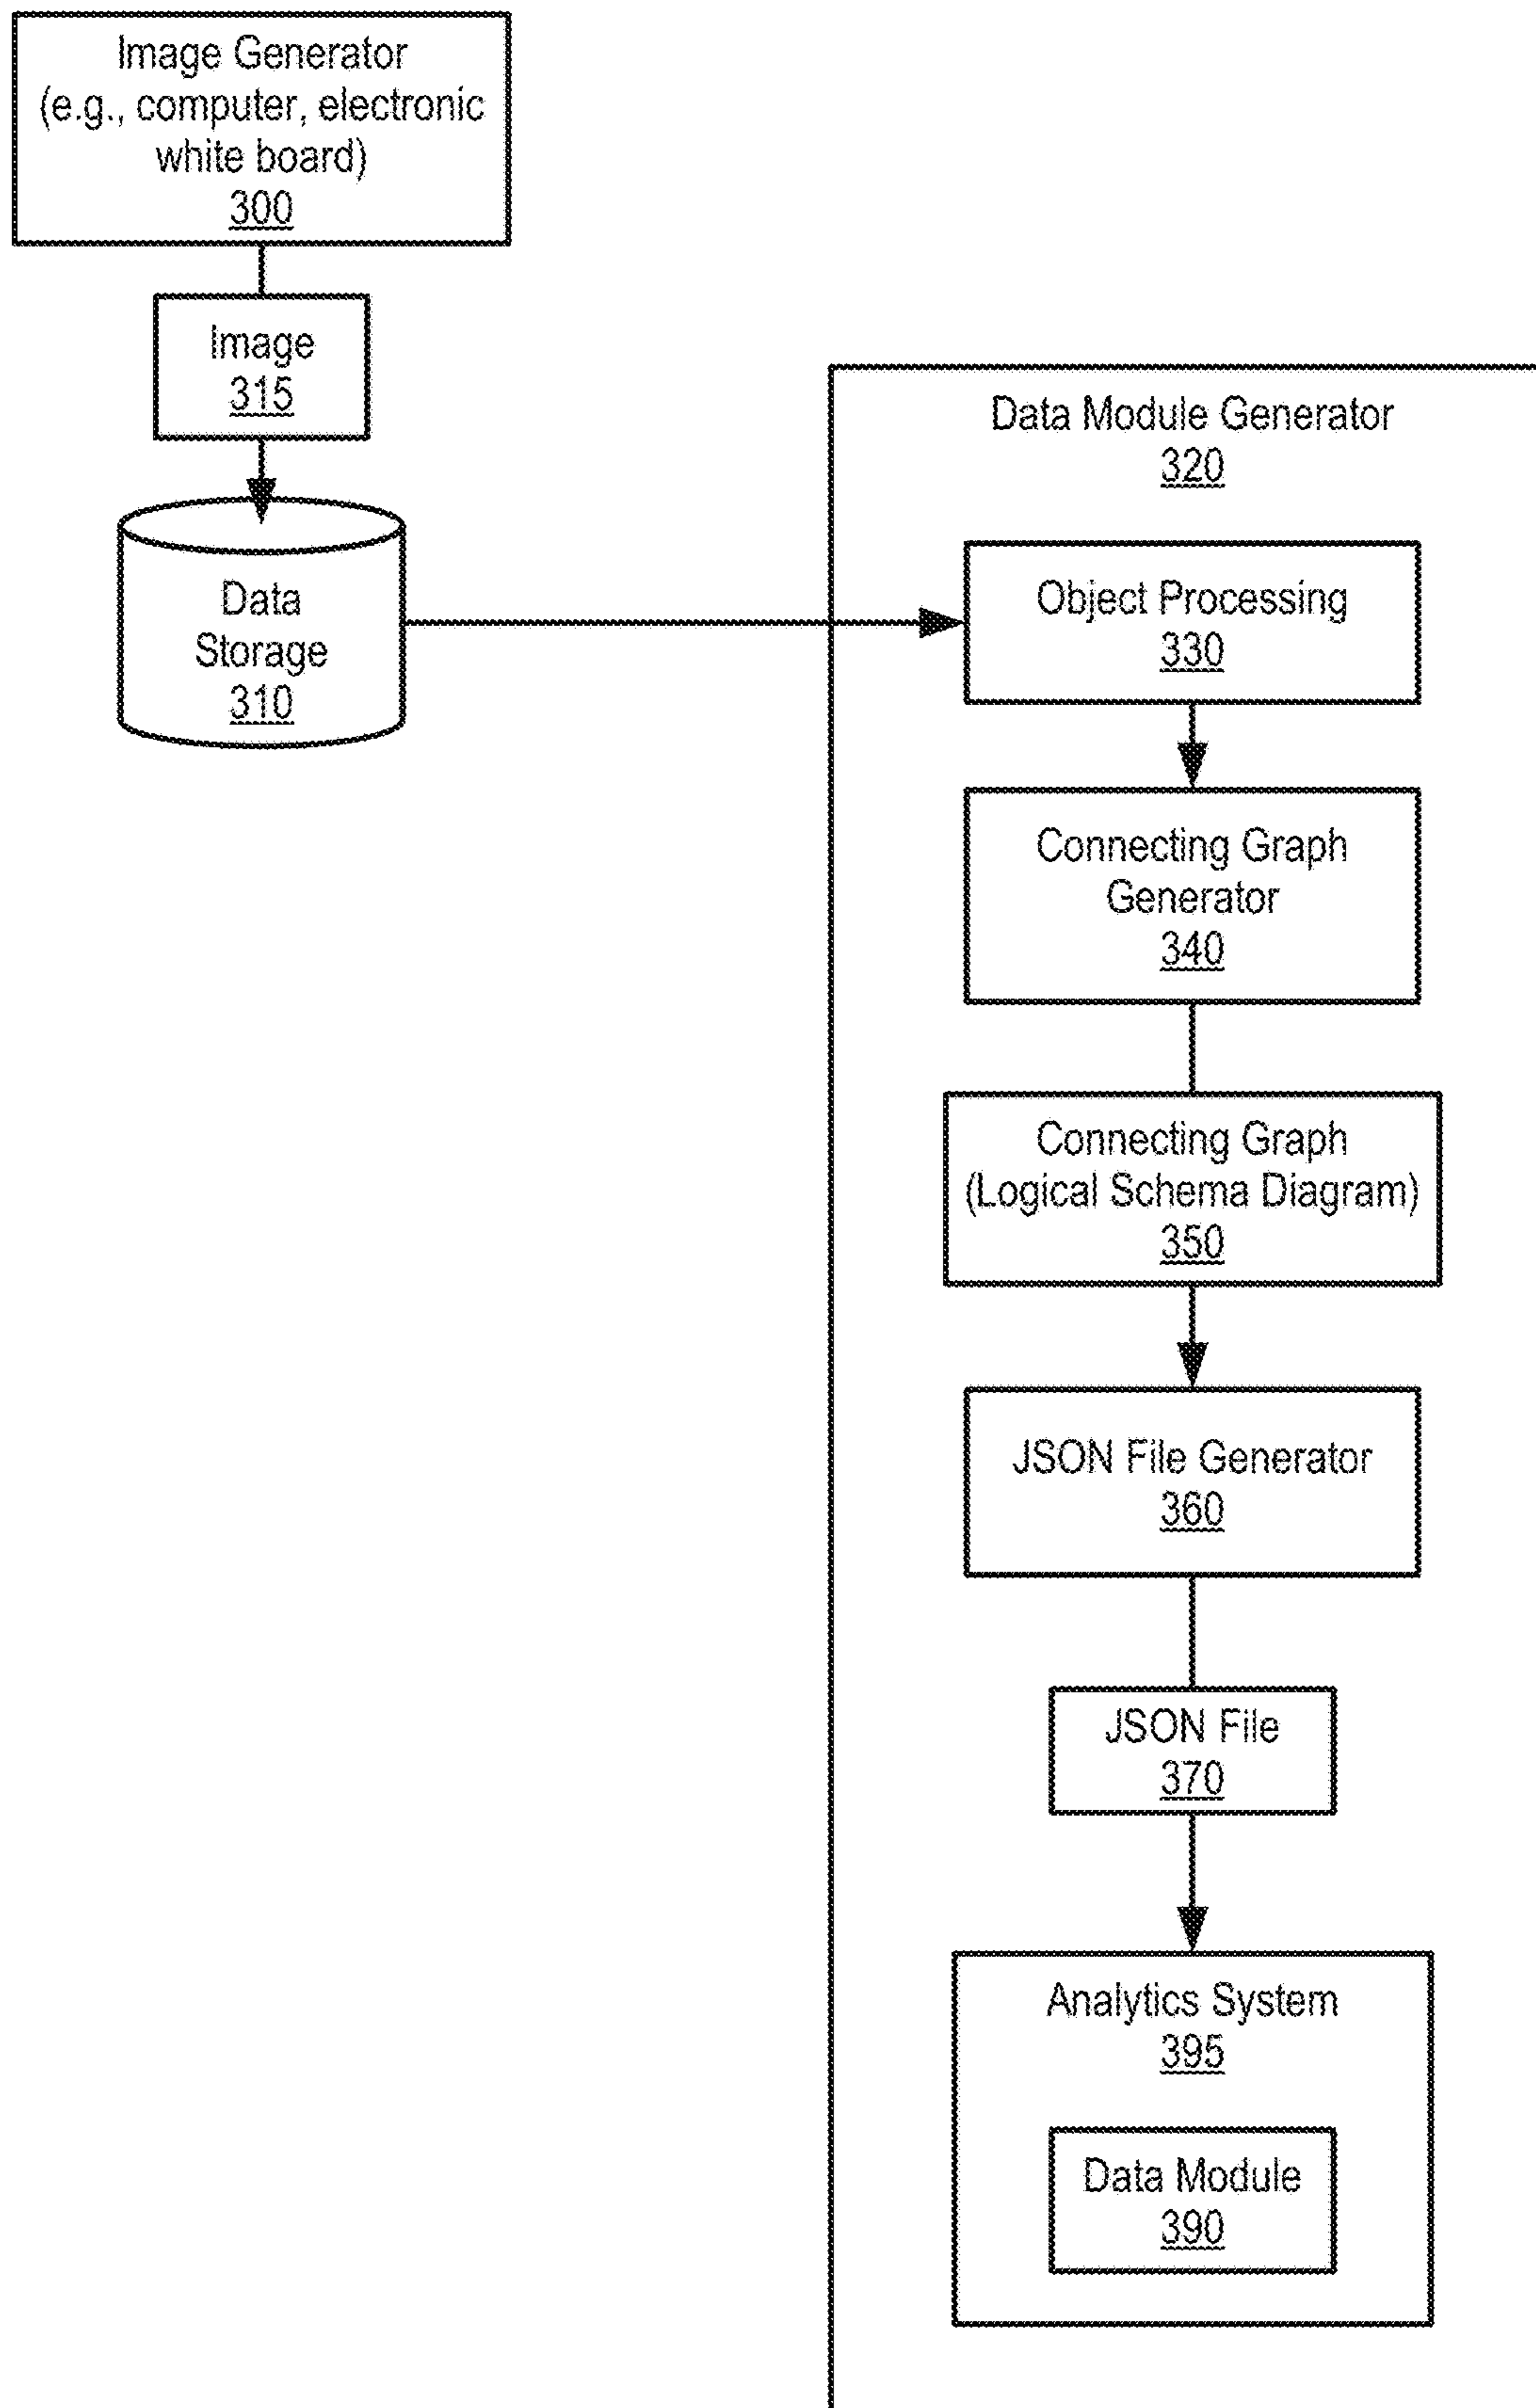 Image Generator
(e.g., computer, electronic
white board)
300
Image
315
Data
Storage
310
Data Module Generator
320
Object Processing
330
Connecting Graph
Generator
340
Connecting Graph
(Logical Schema Diagram)
350
JSON File Generator
360
JSON File
370
Analytics System
395
Data Module
390